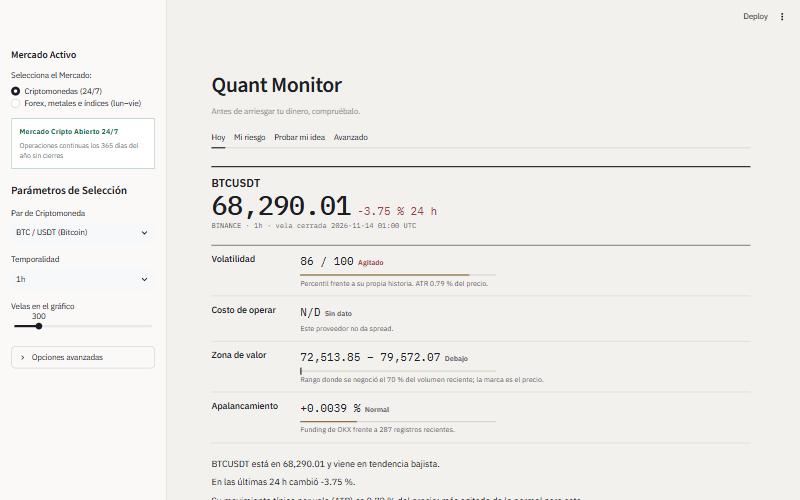 Deploy
Mercado Activo
Selecciona el Mercado:
Criptomonedas (24/7)
Forex, metales e índices (lun–vie)
Mercado Cripto Abierto 24/7
Operaciones continuas los 365 días del
año sin cierres
Parámetros de Selección
Par de Criptomoneda
BTC / USDT (Bitcoin)
Temporalidad
1h
Velas en el gráfico
300
Opciones avanzadas
Quant Monitor
Antes de arriesgar tu dinero, compruébalo.
Hoy Mi riesgo Probar mi idea Avanzado
BTCUSDT
68,290.01 -3.75 % 24 h
BINANCE · 1h · vela cerrada 2026-11-14 01:00 UTC
Volatilidad
86 / 100 Agitado
Percentil frente a su propia historia. ATR 0.79 % del precio.
Costo de operar
N/D Sin dato
Este proveedor no da spread.
Zona de valor
72,513.85 – 79,572.07 Debajo
Rango donde se negoció el 70 % del volumen reciente; la marca es el precio.
Apalancamiento
+0.0039 % Normal
Funding de OKX frente a 287 registros recientes.
BTCUSDT está en 68,290.01 y viene en tendencia bajista.
En las últimas 24 h cambió -3.75 %.